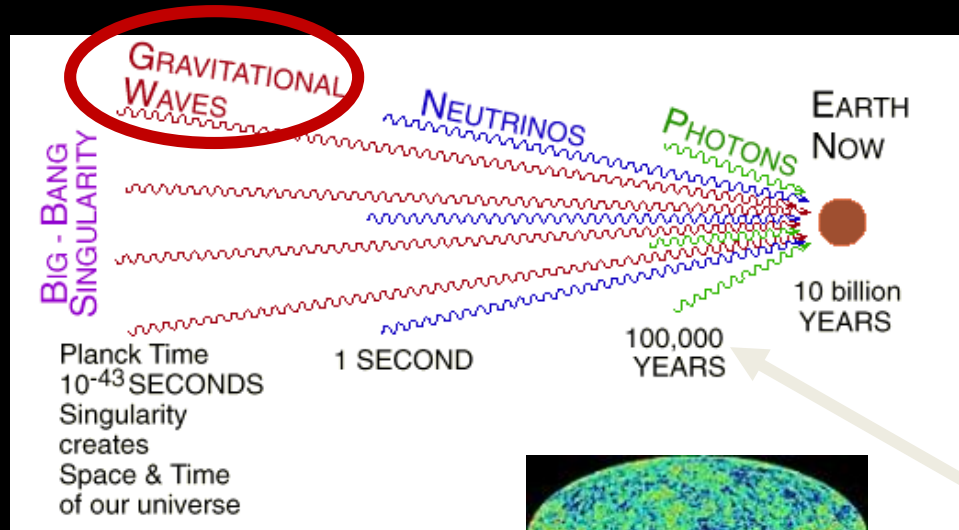 GRAVITATIONAL
WAVES
NEUTRINOS
PHOTONS
EARTH
NOW
BIG - BANG
SINGULARITY
10 billion
YEARS
100,000
YEARS
1 SECOND
Planck Time
10-43 SECONDS
Singularity
creates
Space & Time
of our universe